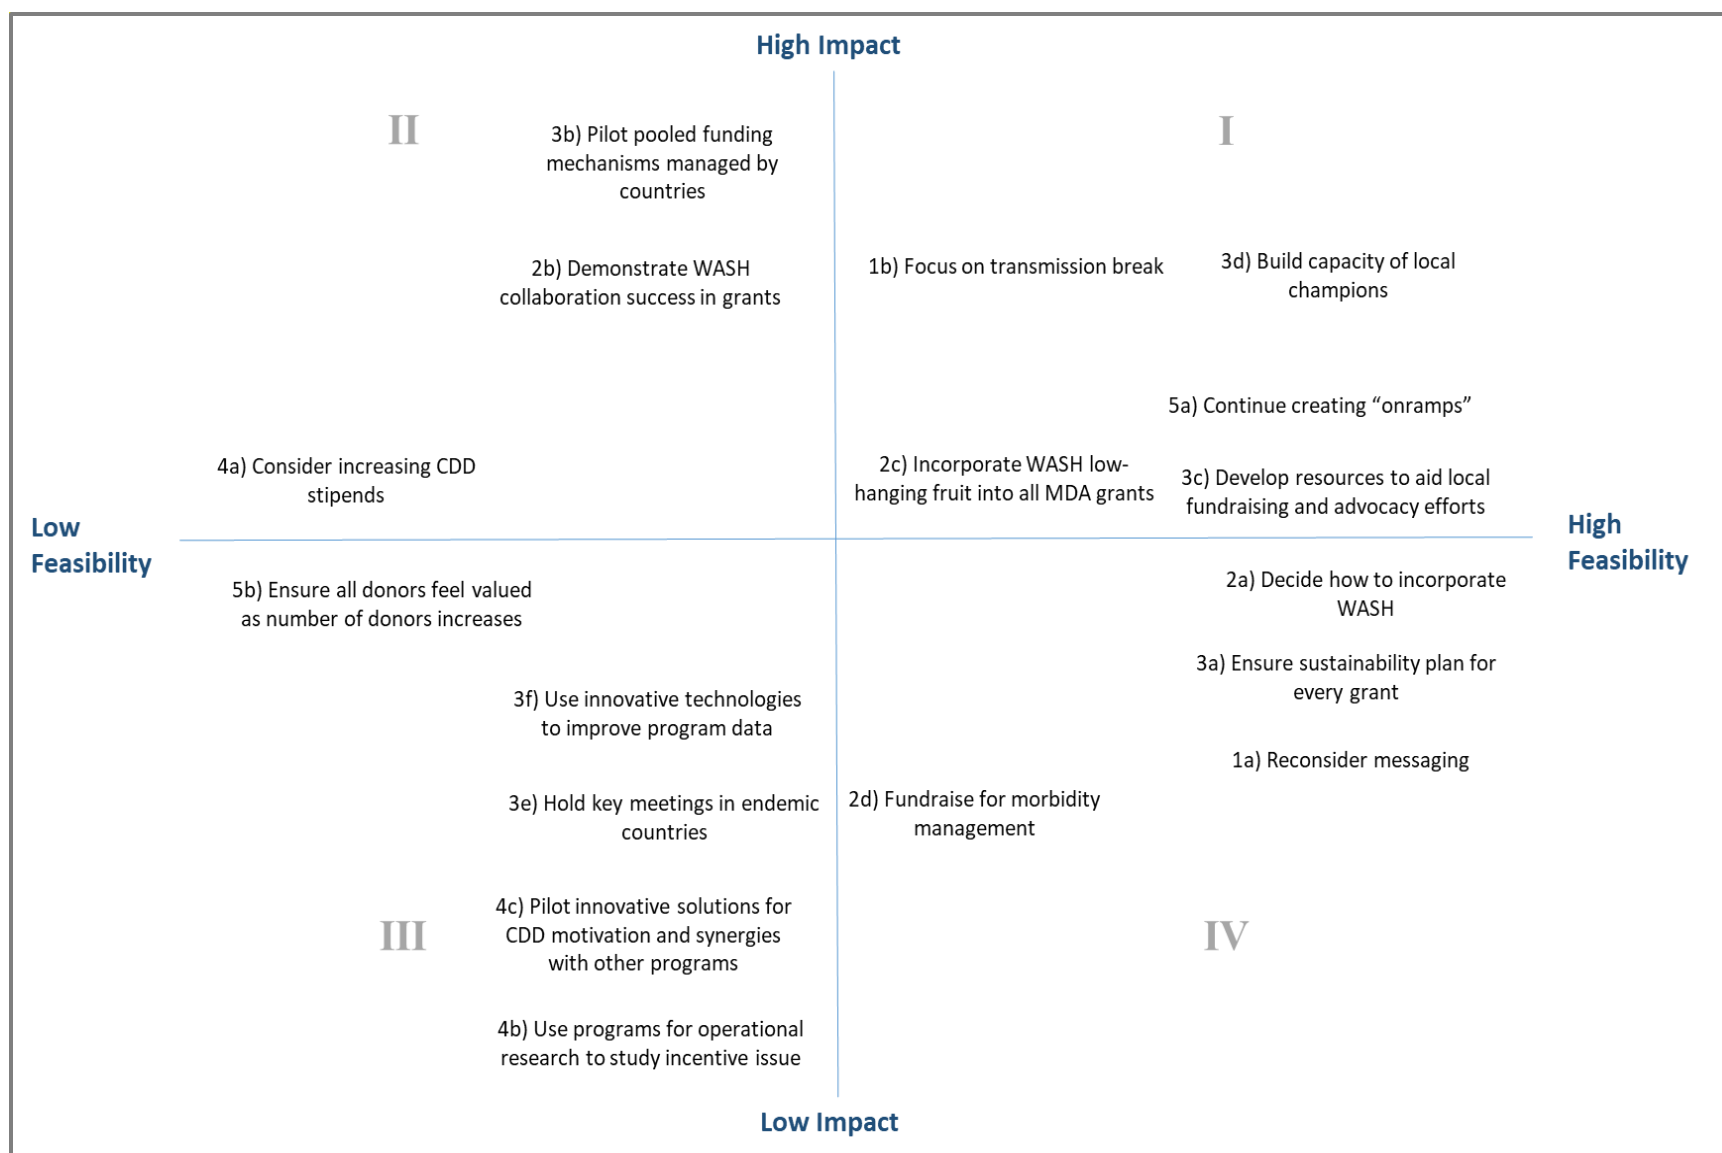 High Impact
II
I
3b) Pilot pooled funding
mechanisms managed by
countries
2b) Demonstrate WASH
collaboration success in grants
1b) Focus on transmission break
3d) Build capacity of local
champions
5a) Continue creating “onramps”
4a) Consider increasing CDD
stipends
2c) Incorporate WASH low-
hanging fruit into all MDA grants
3c) Develop resources to aid local
fundraising and advocacy efforts
Low
Feasibility
High
Feasibility
5b) Ensure all donors feel valued
as number of donors increases
2a) Decide how to incorporate
WASH
3a) Ensure sustainability plan for
every grant
3f) Use innovative technologies
to improve program data
1a) Reconsider messaging
3e) Hold key meetings in endemic
countries
2d) Fundraise for morbidity
management
III
4c) Pilot innovative solutions for
CDD motivation and synergies
with other programs
IV
4b) Use programs for operational
research to study incentive issue
Low Impact